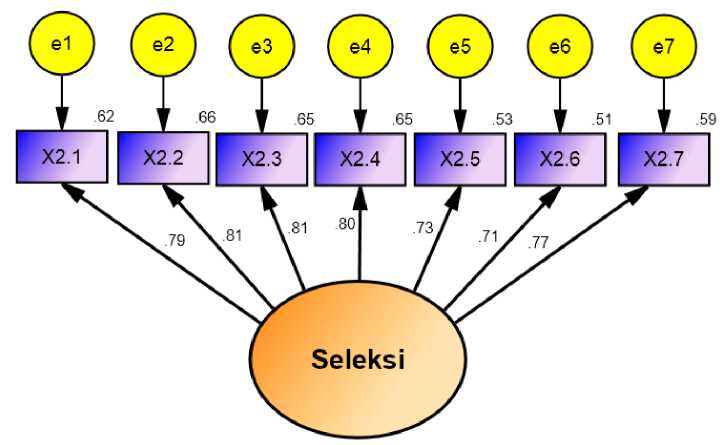 e1 e2 e3 e4 e5 e6 e7
.62 .66 .65 .65 .53 .51 .59
X2.1 X2.2 X2.3 X2.4 X2.5 X2.6 X2.7
.79 .81 .81 .80 .73 .71 .77
Seleksi